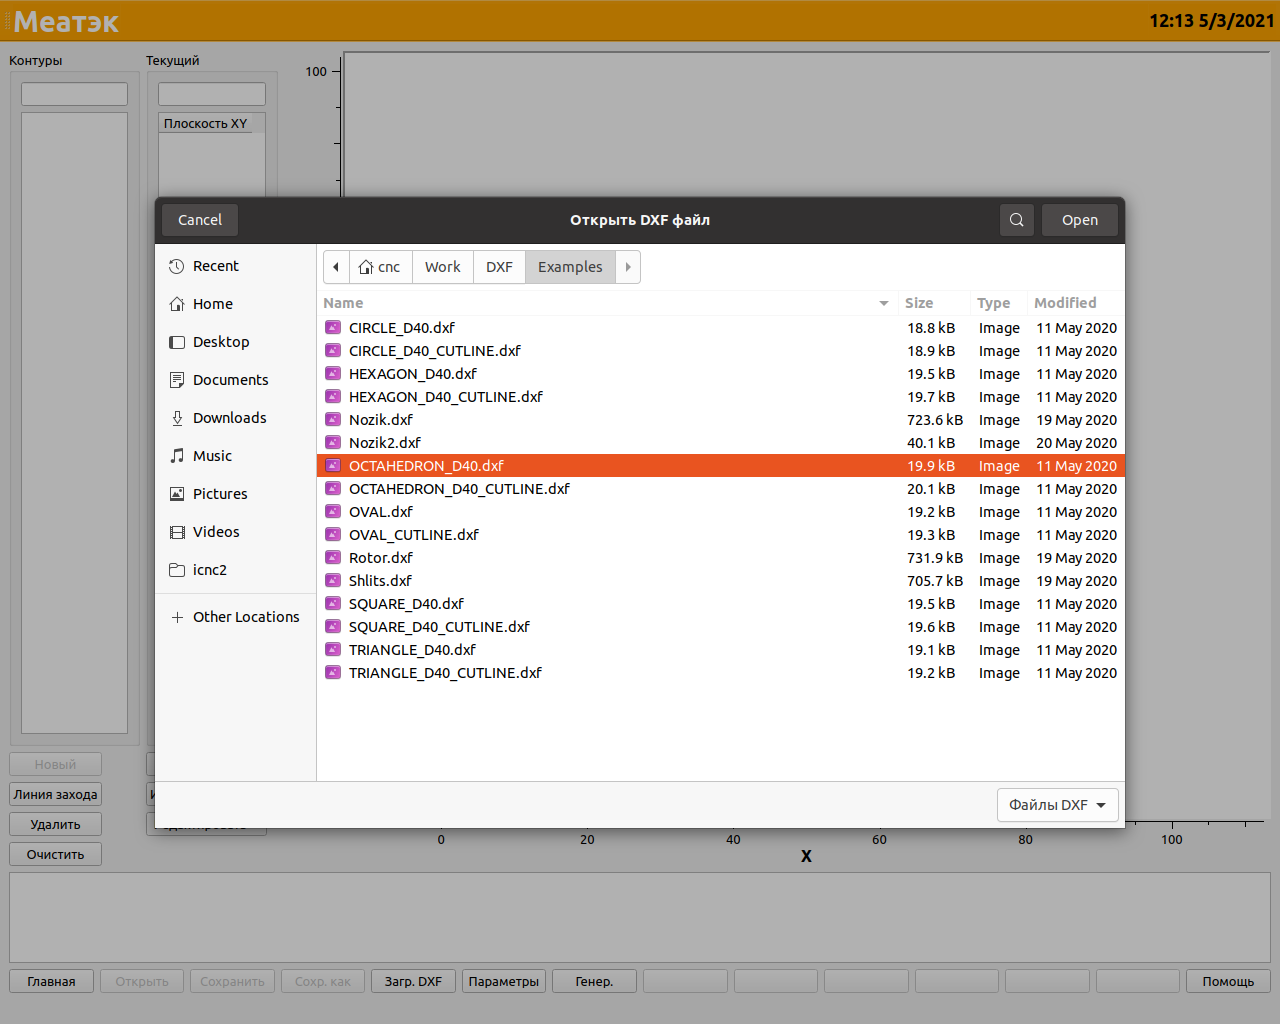 Меатэк
12:13 5/3/2021
Контуры
Текущий
Плоскость XY
100
Cancel
Открыть DXF файл
Open
Recent
Home
Desktop
Documents
Downloads
Music
Pictures
Videos
icnc2
Other Locations
cnc Work DXF Examples
Name Size Type Modified
CIRCLE_D40.dxf 18.8 kB Image 11 May 2020
CIRCLE_D40_CUTLINE.dxf 18.9 kB Image 11 May 2020
HEXAGON_D40.dxf 19.5 kB Image 11 May 2020
HEXAGON_D40_CUTLINE.dxf 19.7 kB Image 11 May 2020
Nozik.dxf 723.6 kB Image 19 May 2020
Nozik2.dxf 40.1 kB Image 20 May 2020
OCTAHEDRON_D40.dxf 19.9 kB Image 11 May 2020
OCTAHEDRON_D40_CUTLINE.dxf 20.1 kB Image 11 May 2020
OVAL.dxf 19.2 kB Image 11 May 2020
OVAL_CUTLINE.dxf 19.3 kB Image 11 May 2020
Rotor.dxf 731.9 kB Image 19 May 2020
Shlits.dxf 705.7 kB Image 19 May 2020
SQUARE_D40.dxf 19.5 kB Image 11 May 2020
SQUARE_D40_CUTLINE.dxf 19.6 kB Image 11 May 2020
TRIANGLE_D40.dxf 19.1 kB Image 11 May 2020
TRIANGLE_D40_CUTLINE.dxf 19.2 kB Image 11 May 2020
Файлы DXF
Новый
Линия захода
Удалить
Очистить
0 20 40 60 80 100
X
Главная Открыть Сохранить Сохр. как Загр. DXF Параметры Генер. Помощь